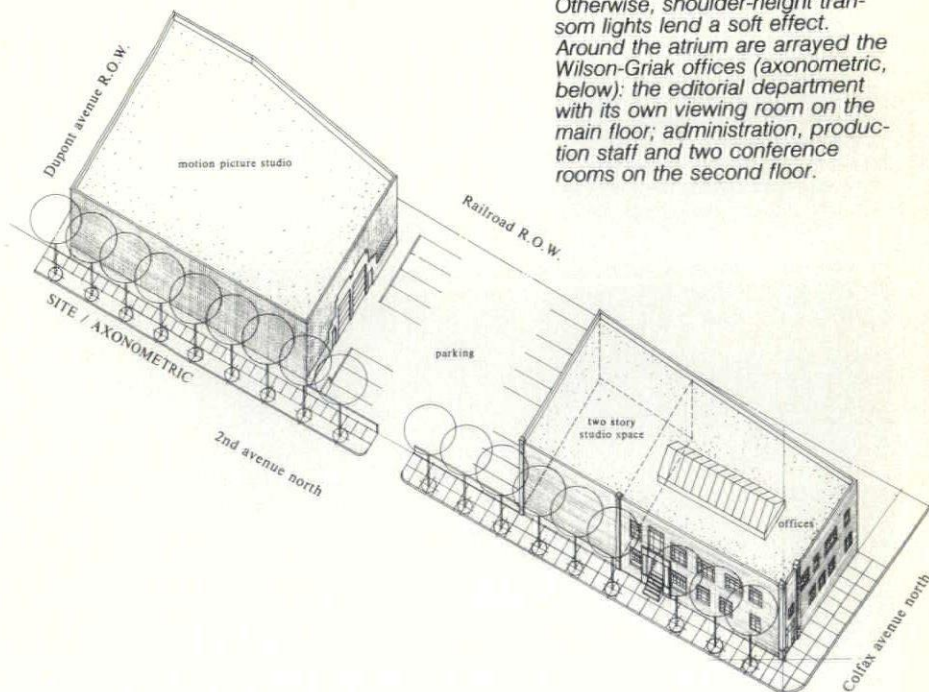 Otherwise, shoulder-height tran-
som lights lend a soft effect.
Around the atrium are arrayed the
Wilson-Griak offices (axonometric,
below): the editorial department
with its own viewing room on the
main floor; administration, produc-
tion staff and two conference
rooms on the second floor.
Dupont avenue R.O.W.
motion picture studio
Railroad R.O.W.
SITE / AXONOMETRIC
parking
2nd avenue north
two story
studio space
offices
Colfax avenue north